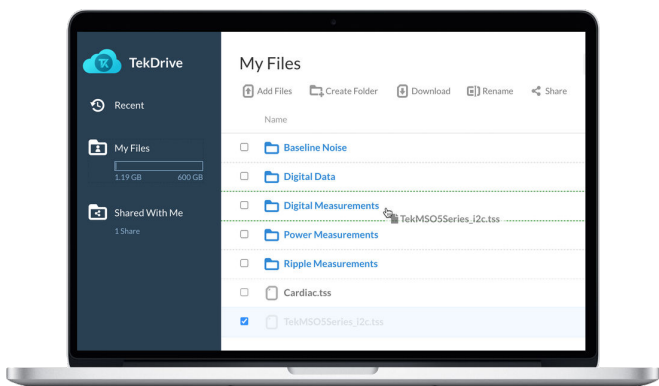 TekDrive
Recent
My Files
1.19 GB 600 GB
Shared With Me
1 Share
My Files
Add Files Create Folder Download Rename Share
Name
Baseline Noise
Digital Data
Digital Measurements
TekMSO5Series_i2c.tss
Power Measurements
Ripple Measurements
Cardiac.tss
TekMSO5Series_i2c.tss